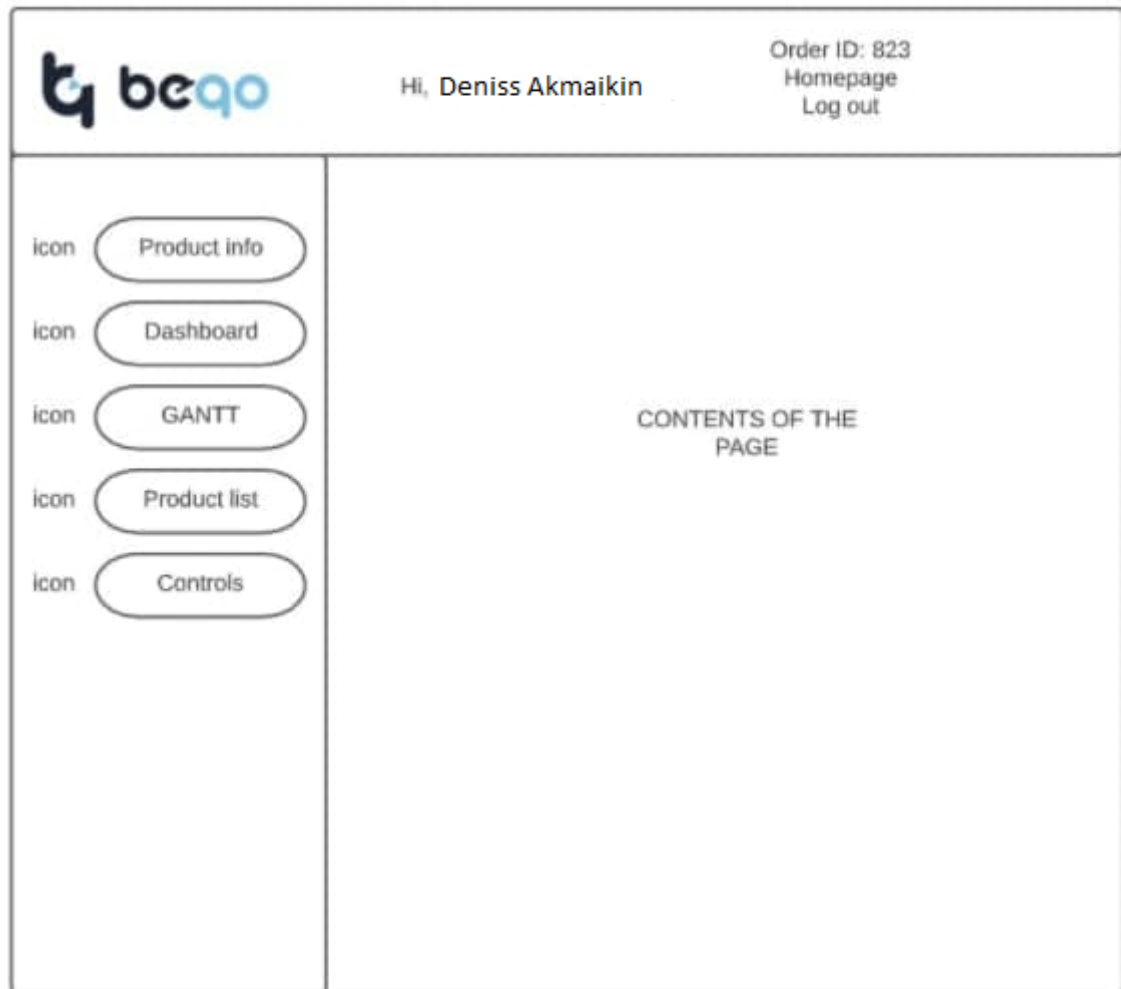 beqo
Hi, Deniss Akmaikin
Order ID: 823
Homepage
Log out
icon Product info
icon Dashboard
icon GANTT
icon Product list
icon Controls
CONTENTS OF THE
PAGE